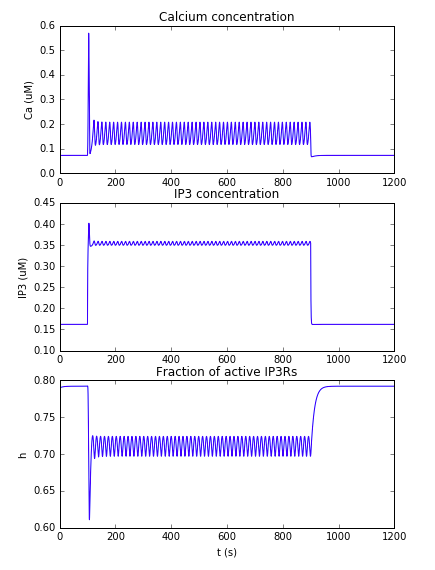 Calcium concentration
0.6
0.5
0.4
0.3
0.2
0.1
0.0
Ca (uM)
0 200 400 600 800 1000 1200
IP3 concentration
0.45
0.40
0.35
0.30
0.25
0.20
0.15
0.10
IP3 (uM)
0 200 400 600 800 1000 1200
Fraction of active IP3Rs
0.80
0.75
0.70
0.65
0.60
h
0 200 400 600 800 1000 1200
t (s)